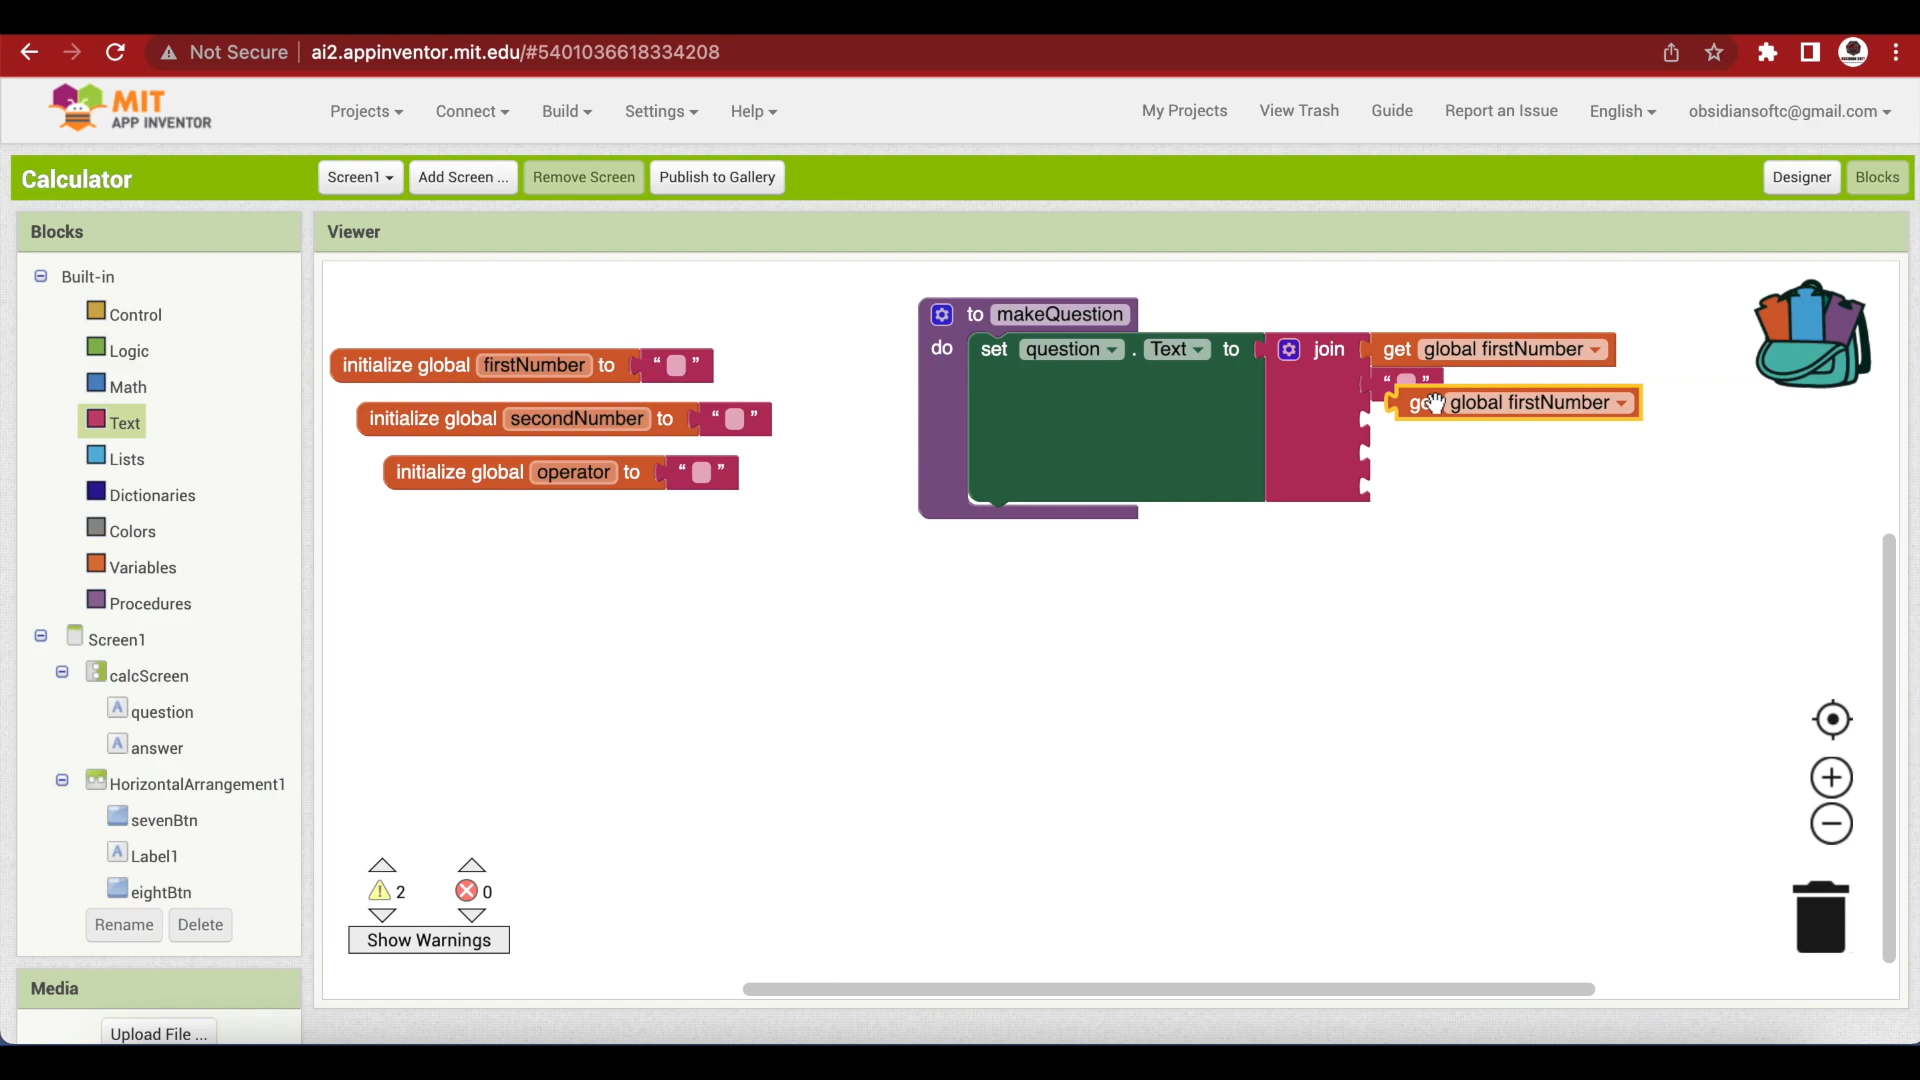 Not Secure ai2.appinventor.mit.edu/#5401036618334208
MIT
APP INVENTOR
Projects Connect Build Settings Help My Projects View Trash Guide Report an Issue English obsidiansoftc@gmail.com
Calculator Screen1 Add Screen ... Remove Screen Publish to Gallery Designer Blocks
Blocks
Viewer
Built-in
Control
Logic
Math
Text
Lists
Dictionaries
Colors
Variables
Procedures
Screen1
calcScreen
A question
A answer
HorizontalArrangement1
sevenBtn
A Label1
eightBtn
Rename Delete
Media
Upload File ...
initialize global firstNumber to “ ”
initialize global secondNumber to “ ”
initialize global operator to “ ”
to makeQuestion
do set question . Text to join get global firstNumber
“ ”
global firstNumber
2 0
Show Warnings